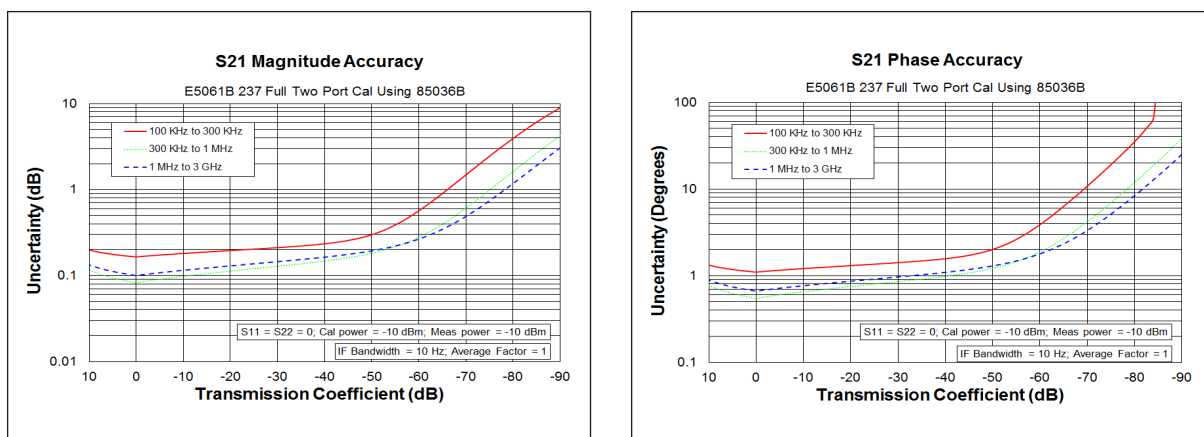 S21 Magnitude Accuracy
E5061B 237 Full Two Port Cal Using 85036B
10
1
0.1
0.01
Uncertainty (dB)
100 KHz to 300 KHz
300 KHz to 1 MHz
1 MHz to 3 GHz
S11 = S22 = 0; Cal power = -10 dBm; Meas power = -10 dBm
IF Bandwidth = 10 Hz; Average Factor = 1
10 0 -10 -20 -30 -40 -50 -60 -70 -80 -90
Transmission Coefficient (dB)
S21 Phase Accuracy
E5061B 237 Full Two Port Cal Using 85036B
100
10
1
0.1
Uncertainty (Degrees)
100 KHz to 300 KHz
300 KHz to 1 MHz
1 MHz to 3 GHz
S11 = S22 = 0; Cal power = -10 dBm; Meas power = -10 dBm
IF Bandwidth = 10 Hz; Average Factor = 1
10 0 -10 -20 -30 -40 -50 -60 -70 -80 -90
Transmission Coefficient (dB)